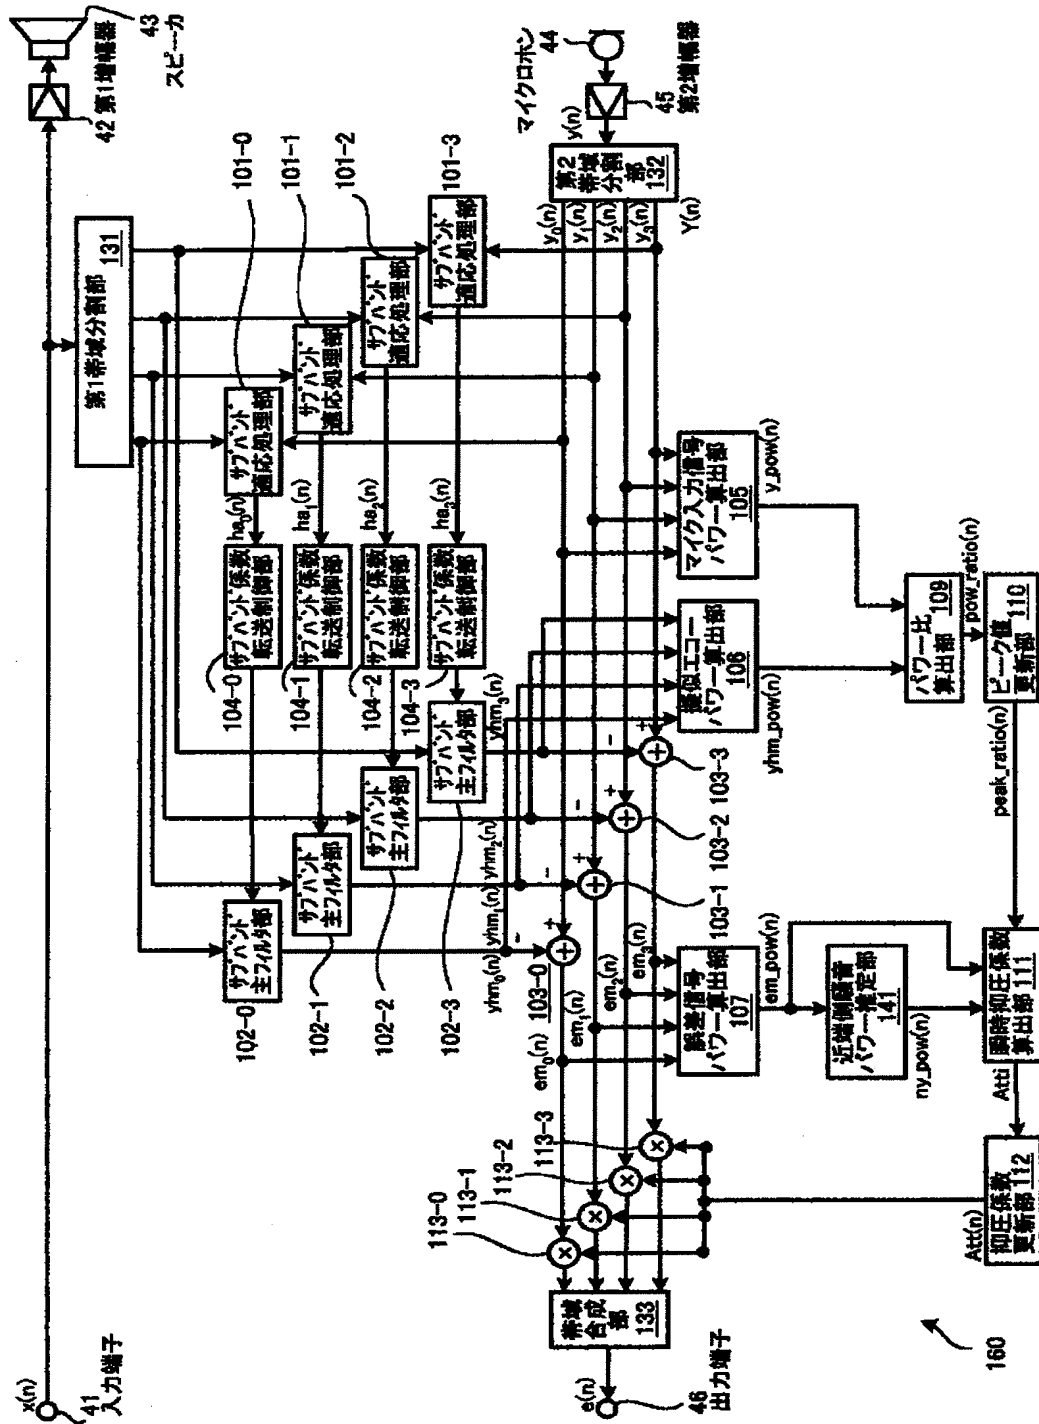 x(n)
41
入力端子
42 第1増幅器
43
スピーカ
第1帯域分割部
131
サブバンド
適応処理部
101-0
サブバンド
適応処理部
101-1
サブバンド
適応処理部
101-2
サブバンド
適応処理部
101-3
ha0(n)
ha1(n)
ha2(n)
ha3(n)
サブバンド係数
転送制御部
104-0
サブバンド係数
転送制御部
104-1
サブバンド係数
転送制御部
104-2
サブバンド係数
転送制御部
104-3
サブバンド
主フィルタ部
102-0
サブバンド
主フィルタ部
102-1
サブバンド
主フィルタ部
102-2
サブバンド
主フィルタ部
102-3
yhm0(n)
yhm1(n)
yhm2(n)
yhm3(n)
マイクロホン
44
45
第2増幅器
y(n)
第2
帯域
分割
部
132
y0(n)
y1(n)
y2(n)
y3(n)
Y(n)
+
-
103-0
+
-
103-1
+
-
103-2
+
-
103-3
em0(n)
em1(n)
em2(n)
em3(n)
113-0
113-1
113-2
113-3
帯域
合成
部
133
e(n)
46
出力端子
マイク入力信号
パワー算出部
105
y_pow(n)
擬似エコー
パワー算出部
106
yhm_pow(n)
誤差信号
パワー算出部
107
em_pow(n)
パワー比
算出部 109
pow_ratio(n)
ピーク値
更新部 110
peak_ratio(n)
近端側騒音
パワー推定部
141
ny_pow(n)
瞬時抑圧係数
算出部 111
Atti
抑圧係数
更新部 112
Att(n)
160